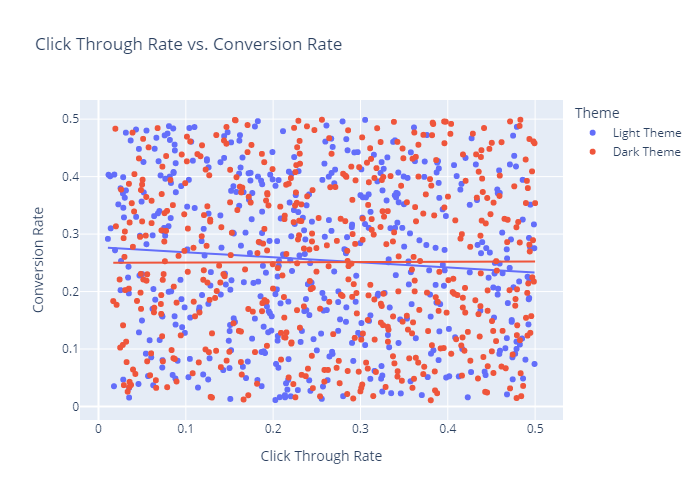 Click Through Rate vs. Conversion Rate
Theme
Light Theme
Dark Theme
Conversion Rate
0.5
0.4
0.3
0.2
0.1
0
0
0.1
0.2
0.3
0.4
0.5
Click Through Rate